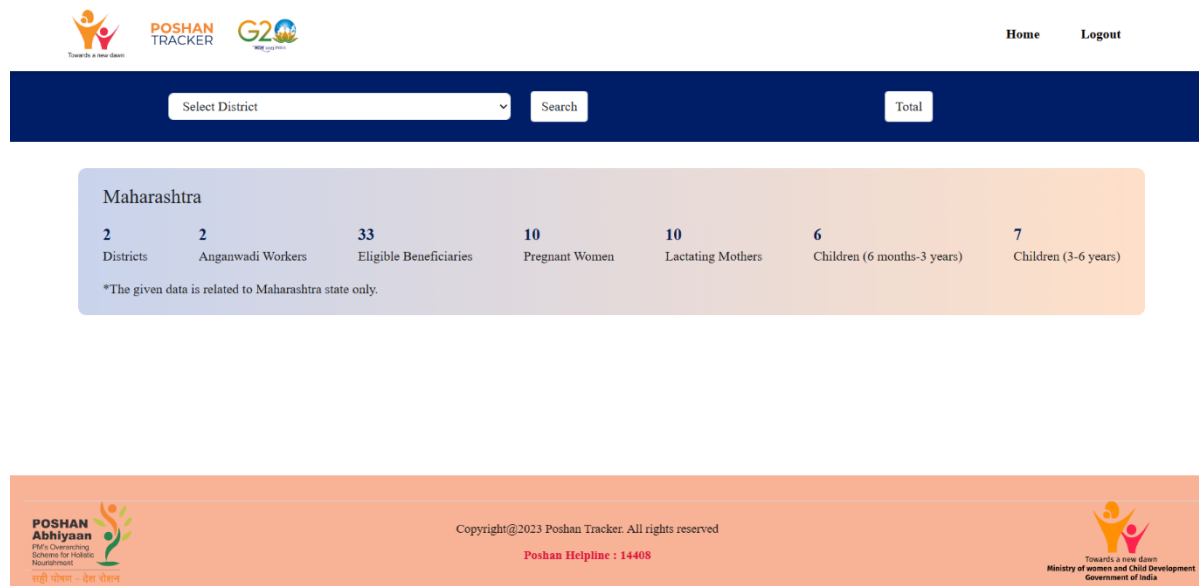 Towards a new dawn
POSHAN
TRACKER
G20
Home Logout
Select District Search Total
Maharashtra
2 2 33 10 10 6 7
Districts Anganwadi Workers Eligible Beneficiaries Pregnant Women Lactating Mothers Children (6 months-3 years) Children (3-6 years)
*The given data is related to Maharashtra state only.
POSHAN
Abhiyaan
PM's Overarching
Scheme for Holistic
Nourishment
सही पोषण - देश रोशन
Copyright@2023 Poshan Tracker. All rights reserved
Poshan Helpline : 14408
Towards a new dawn
Ministry of women and Child Development
Government of India